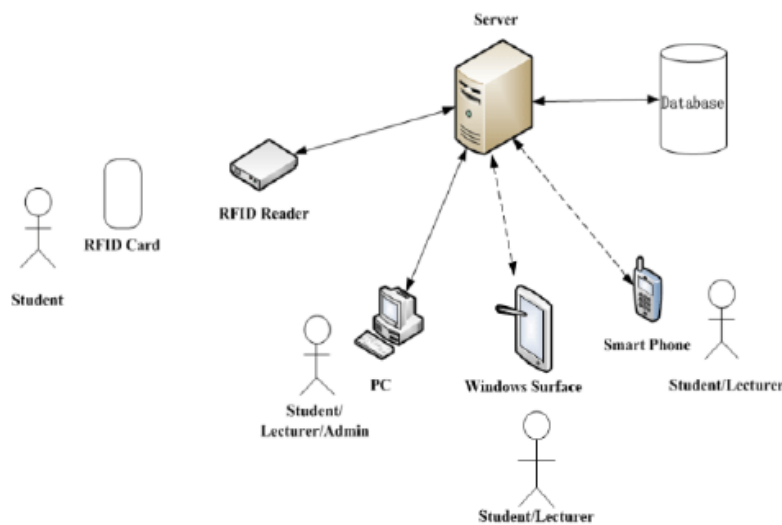 Server
Database
RFID Reader
RFID Card
Student
Smart Phone
PC
Windows Surface
Student/Lecturer
Student/
Lecturer/Admin
Student/Lecturer